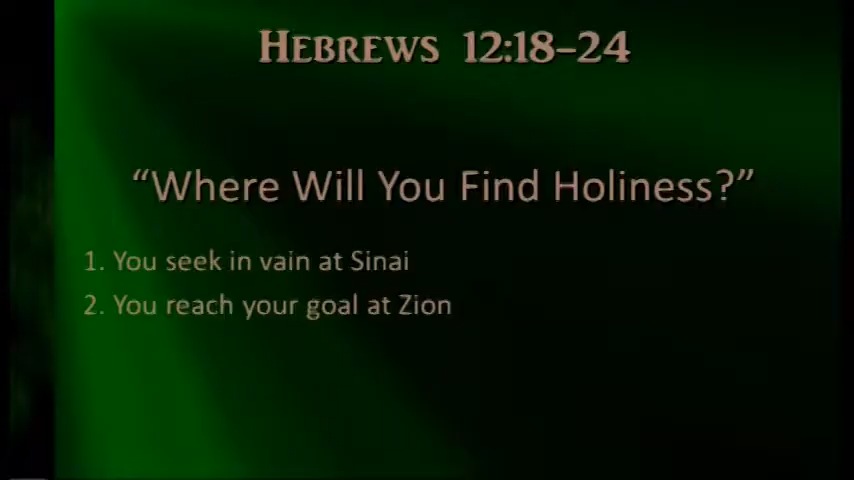 HEBREWS 12:18–24
“Where Will You Find Holiness?”
1. You seek in vain at Sinai
2. You reach your goal at Zion